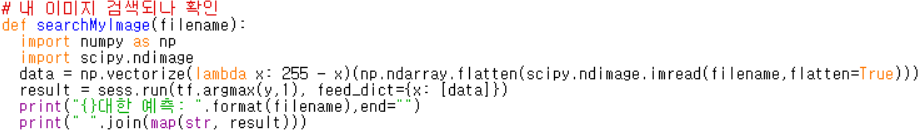 # 내 이미지 검색되나 확인
def searchMyImage(filename):
  import numpy as np
  import scipy.ndimage
  data = np.vectorize(lambda x: 255 - x)(np.ndarray.flatten(scipy.ndimage.imread(filename,flatten=True)))
  result = sess.run(tf.argmax(y,1), feed_dict={x: [data]})
  print("{}대한 예측: ".format(filename),end="")
  print(" ".join(map(str, result)))